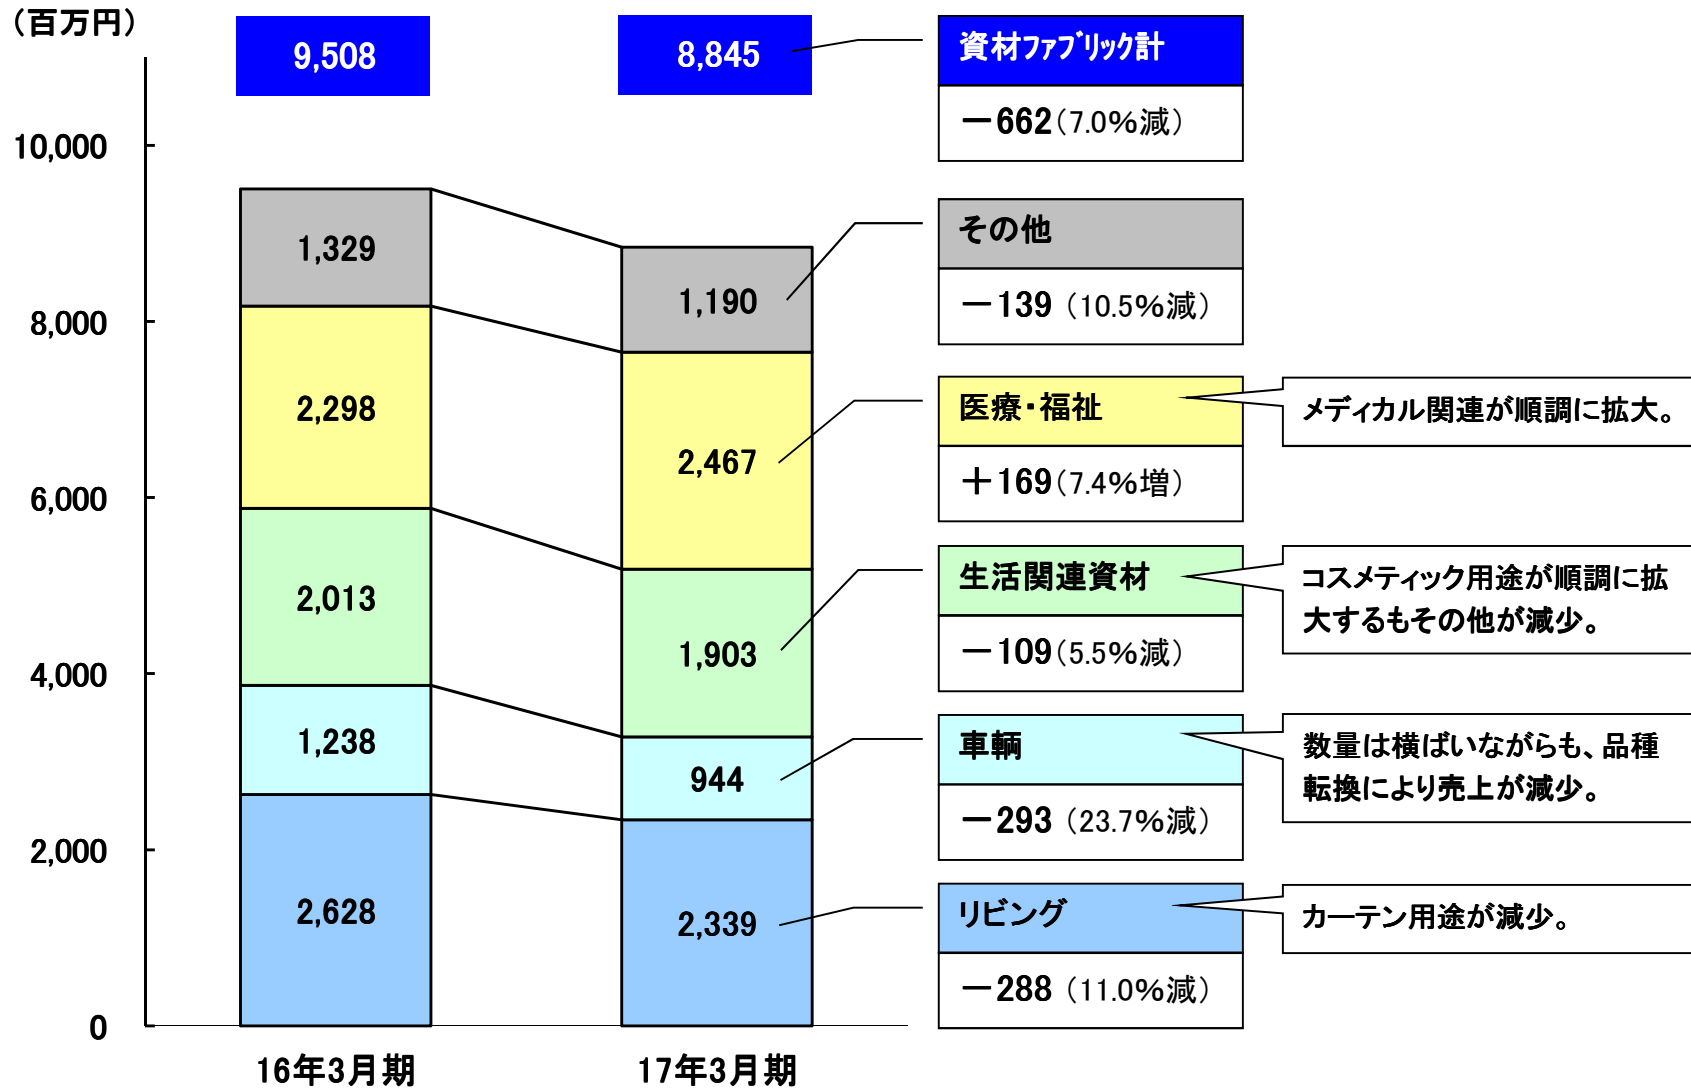 （百万円）
10,000
8,000
6,000
4,000
2,000
0
9,508
1,329
2,298
2,013
1,238
2,628
16年3月期
8,845
1,190
2,467
1,903
944
2,339
17年3月期
資材ﾌｧﾌﾞﾘｯｸ計
－662（7.0%減）
その他
－139（10.5%減）
医療・福祉
＋169（7.4%増）
メディカル関連が順調に拡大。
生活関連資材
－109（5.5%減）
コスメティック用途が順調に拡
大するもその他が減少。
車輌
－293（23.7%減）
数量は横ばいながらも、品種
転換により売上が減少。
リビング
－288（11.0%減）
カーテン用途が減少。